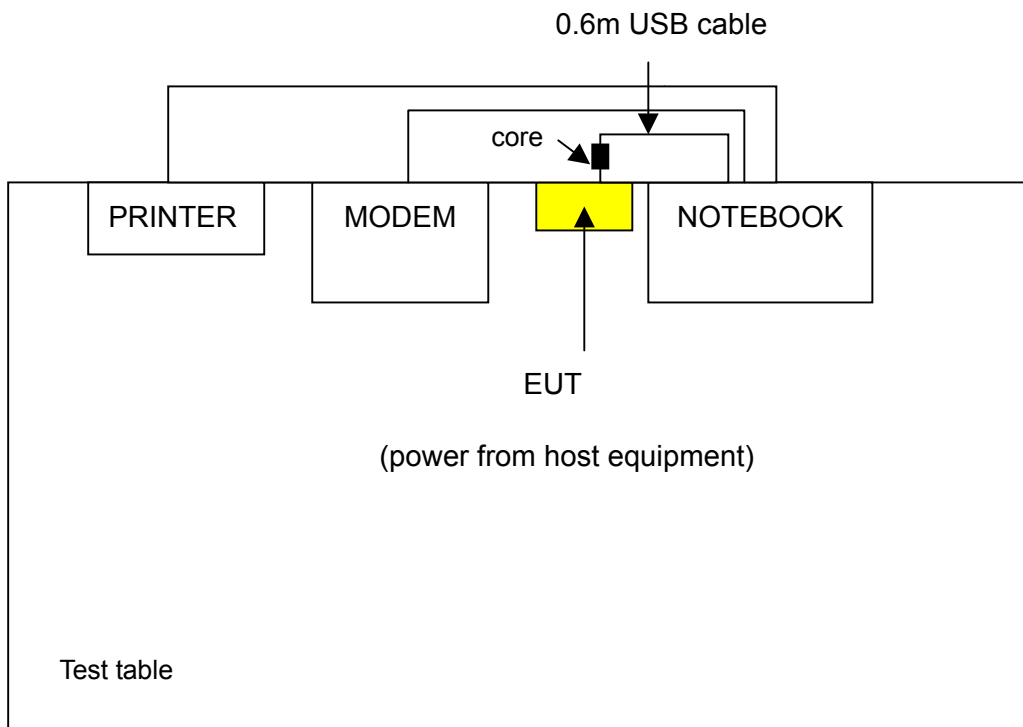 0.6m USB cable
core
PRINTER
MODEM
NOTEBOOK
EUT
(power from host equipment)
Test table